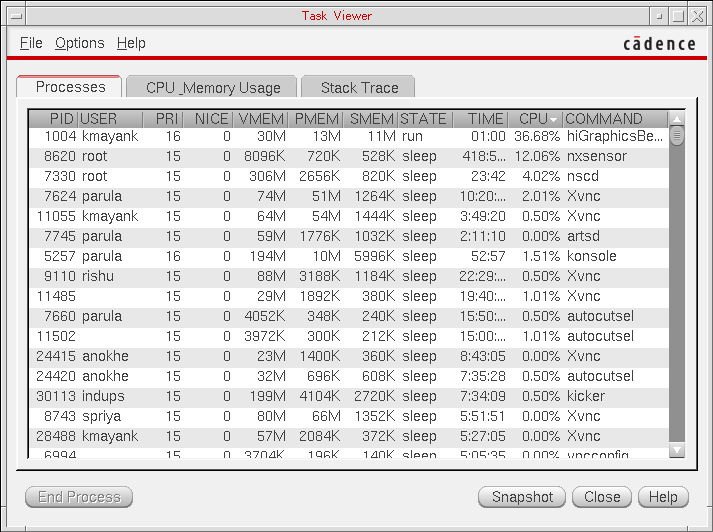 Task Viewer
File Options Help
cādence
Processes CPU _Memory Usage Stack Trace
PID USER PRI NICE VMEM PMEM SMEM STATE TIME CPU COMMAND
1004 kmayank 16 0 30M 13M 11M run 01:00 36.68% hiGraphicsBe...
8620 root 15 0 8096K 720K 528K sleep 418:5... 12.06% nxsensor
7330 root 15 0 306M 2656K 820K sleep 23:42 4.02% nscd
7624 parula 15 0 74M 51M 1264K sleep 10:20:... 2.01% Xvnc
11055 kmayank 15 0 64M 54M 1444K sleep 3:49:20 0.50% Xvnc
7745 parula 15 0 59M 1776K 1032K sleep 2:11:10 0.00% artsd
5257 parula 16 0 194M 10M 5996K sleep 52:57 1.51% konsole
9110 rishu 15 0 88M 3188K 1184K sleep 22:29:... 0.50% Xvnc
11485 15 0 29M 1892K 380K sleep 19:40:... 1.01% Xvnc
7660 parula 15 0 4052K 348K 240K sleep 15:50:... 0.50% autocutsel
11502 15 0 3972K 300K 212K sleep 15:00:... 1.01% autocutsel
24415 anokhe 15 0 23M 1400K 360K sleep 8:43:05 0.00% Xvnc
24420 anokhe 15 0 32M 696K 608K sleep 7:35:28 0.50% autocutsel
30113 indups 15 0 199M 4104K 2720K sleep 7:34:09 0.50% kicker
8743 spriya 15 0 80M 66M 1352K sleep 5:51:51 0.00% Xvnc
28488 kmayank 15 0 57M 2084K 372K sleep 5:27:05 0.00% Xvnc
6994 15 0 3704K 196K 140K sleep 5:05:35 0.00% vncconfig
End Process Snapshot Close Help